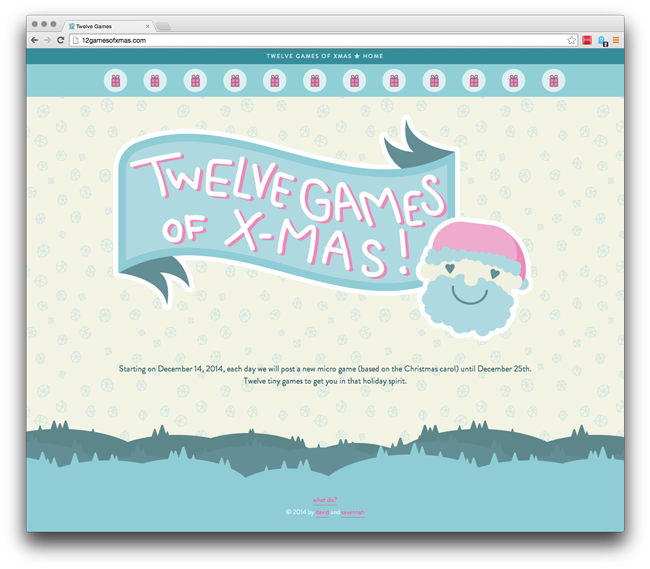 Twelve Games
12gamesofxmas.com
TWELVE GAMES OF XMAS ★ HOME
TWELVE GAMES
OF X-MAS!
Starting on December 14, 2014, each day we will post a new micro game (based on the Christmas carol) until December 25th.
Twelve tiny games to get you in that holiday spirit.
what dis?
© 2014 by and savannah